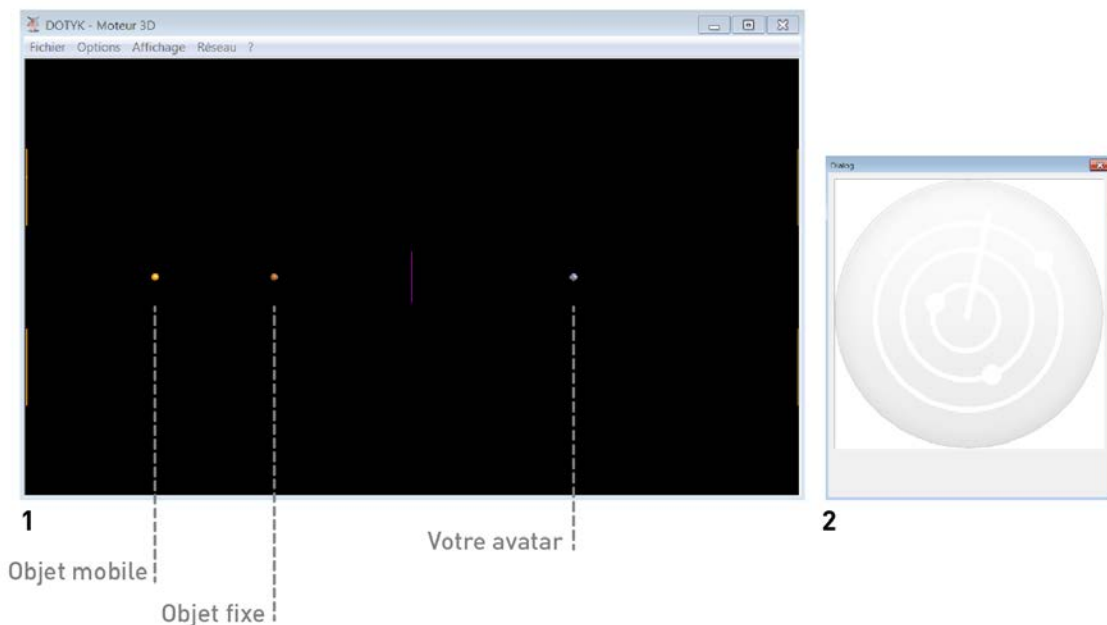 DOTYK - Moteur 3D
Fichier Options Affichage Réseau ?
Dialog
1
2
Votre avatar
Objet mobile
Objet fixe